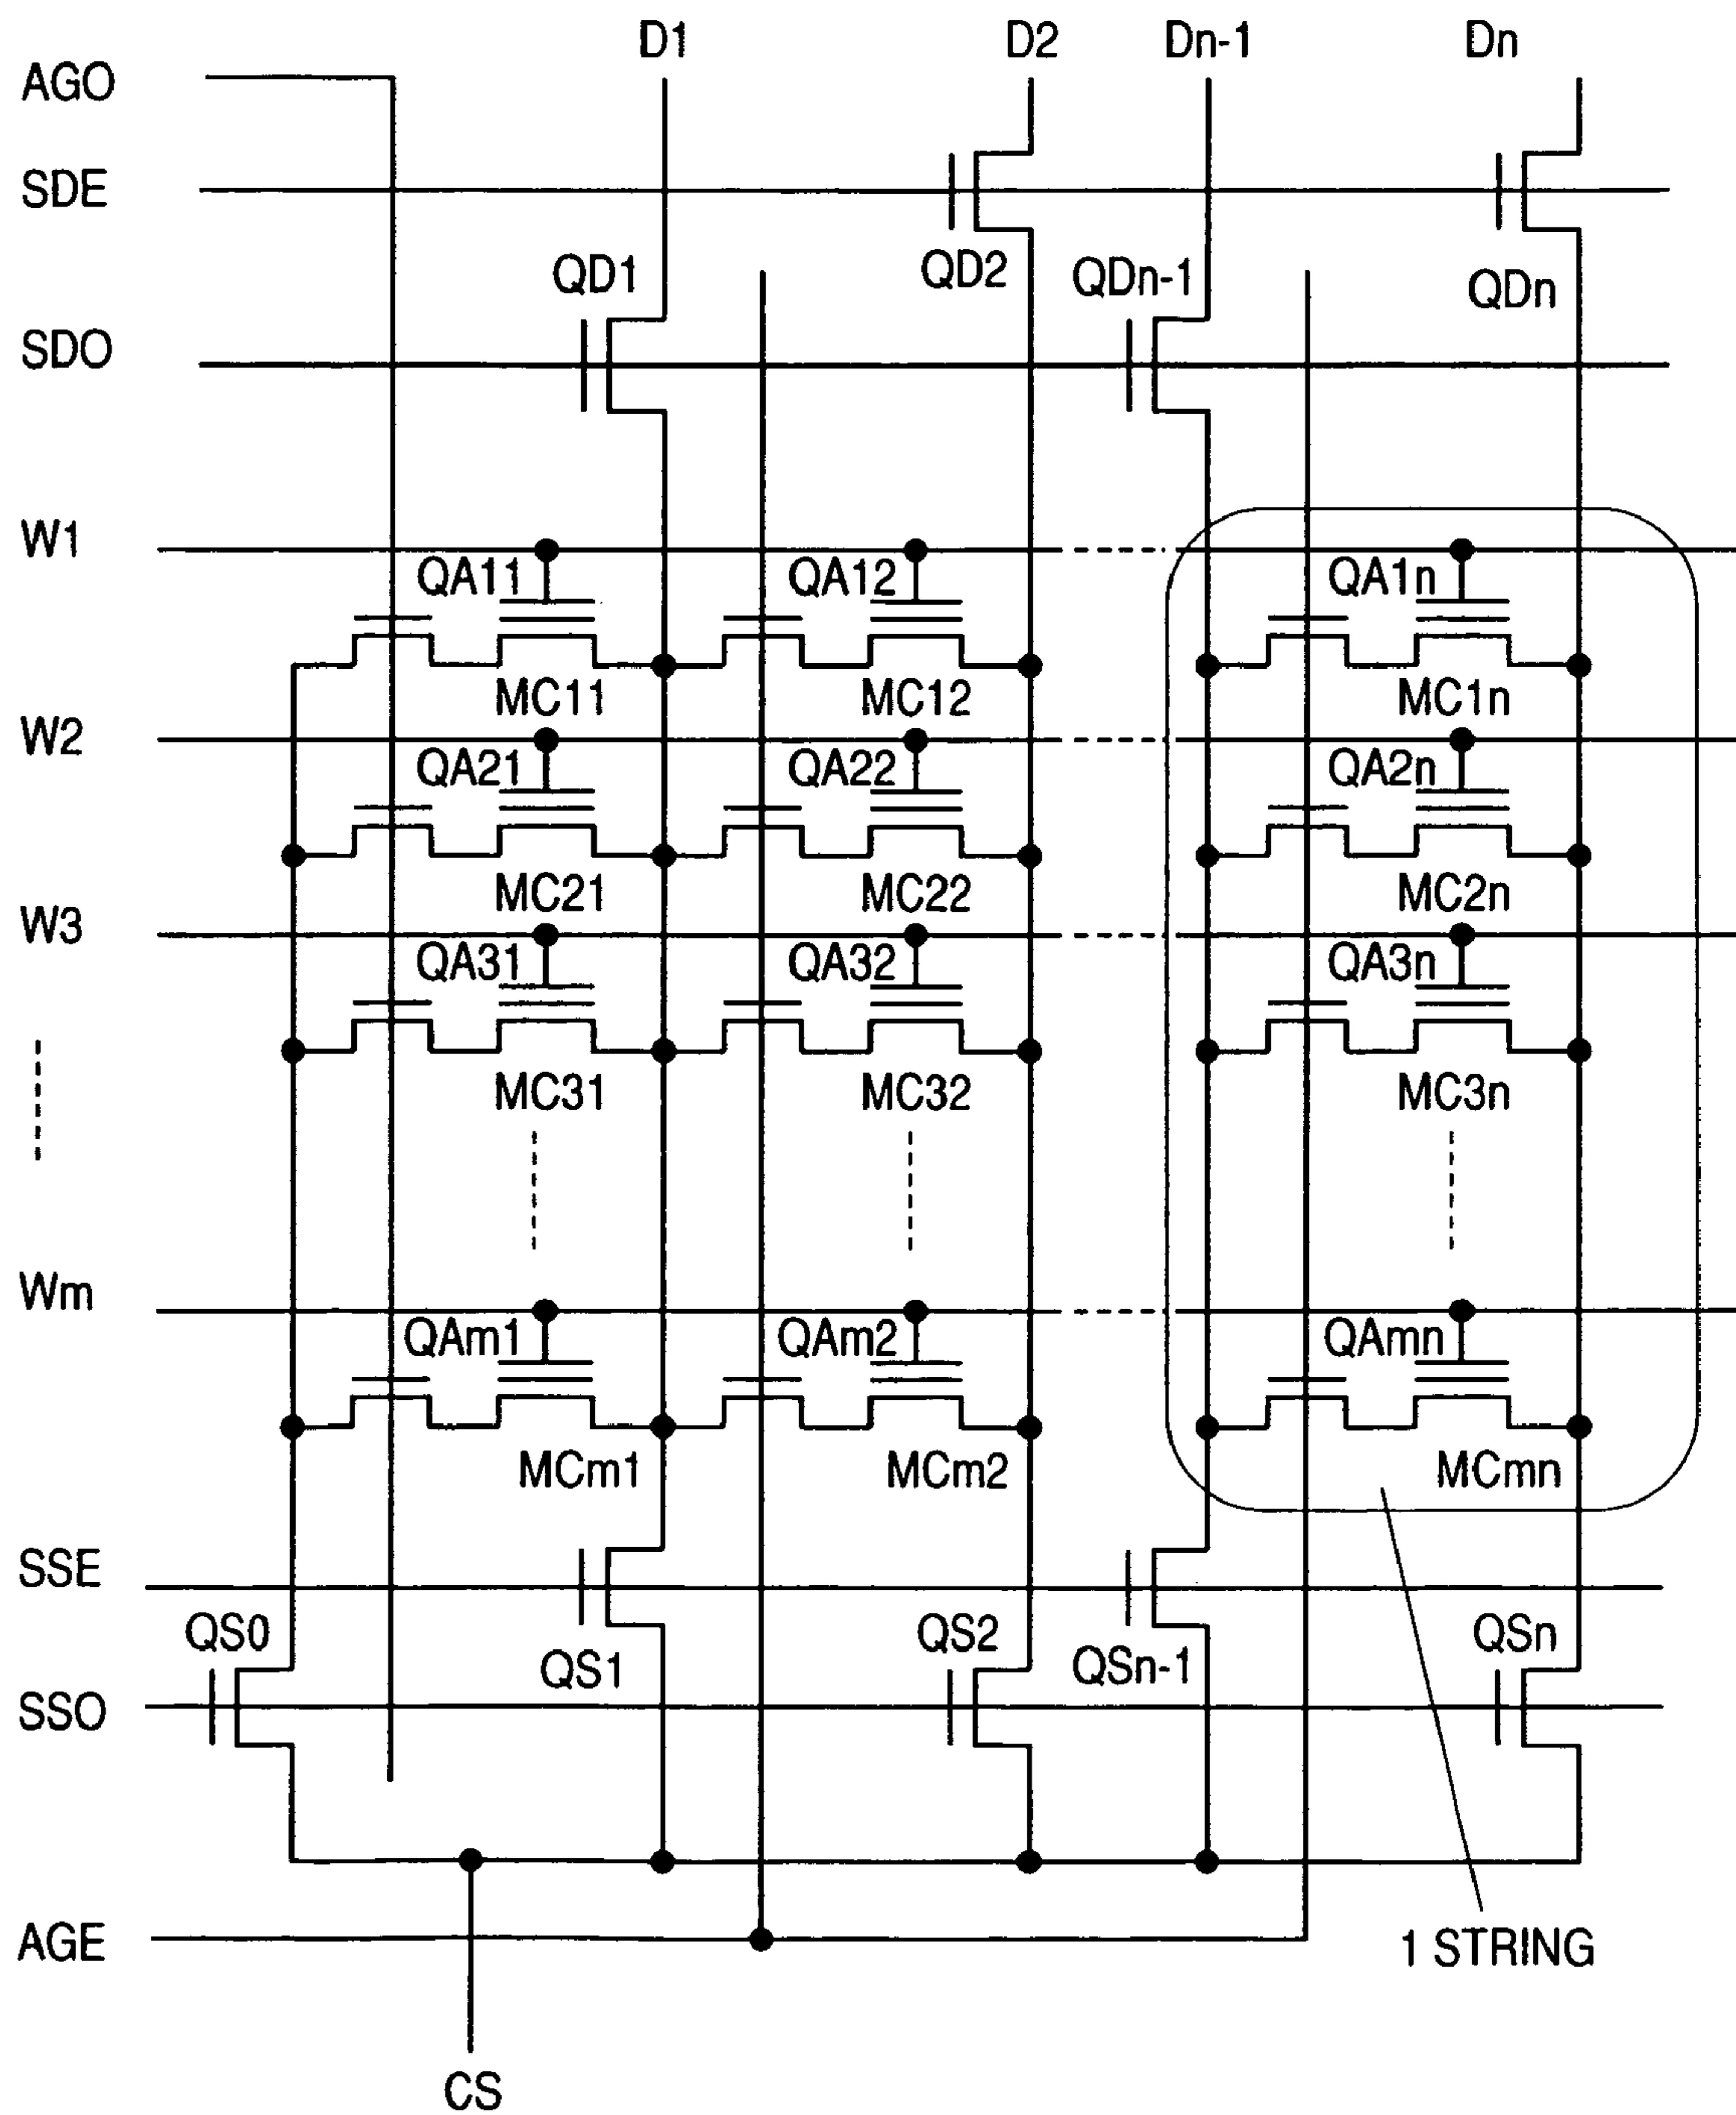 D1 D2 Dn-1 Dn
AGO
SDE
QD1 QD2 QDn-1 QDn
SDO
W1
QA11 QA12 QA1n
MC11 MC12 MC1n
W2
QA21 QA22 QA2n
MC21 MC22 MC2n
W3
QA31 QA32 QA3n
MC31 MC32 MC3n
Wm
QAm1 QAm2 QAmn
MCm1 MCm2 MCmn
SSE
QS0 QS2 QSn
QS1 QSn-1
SSO
AGE
1 STRING
CS